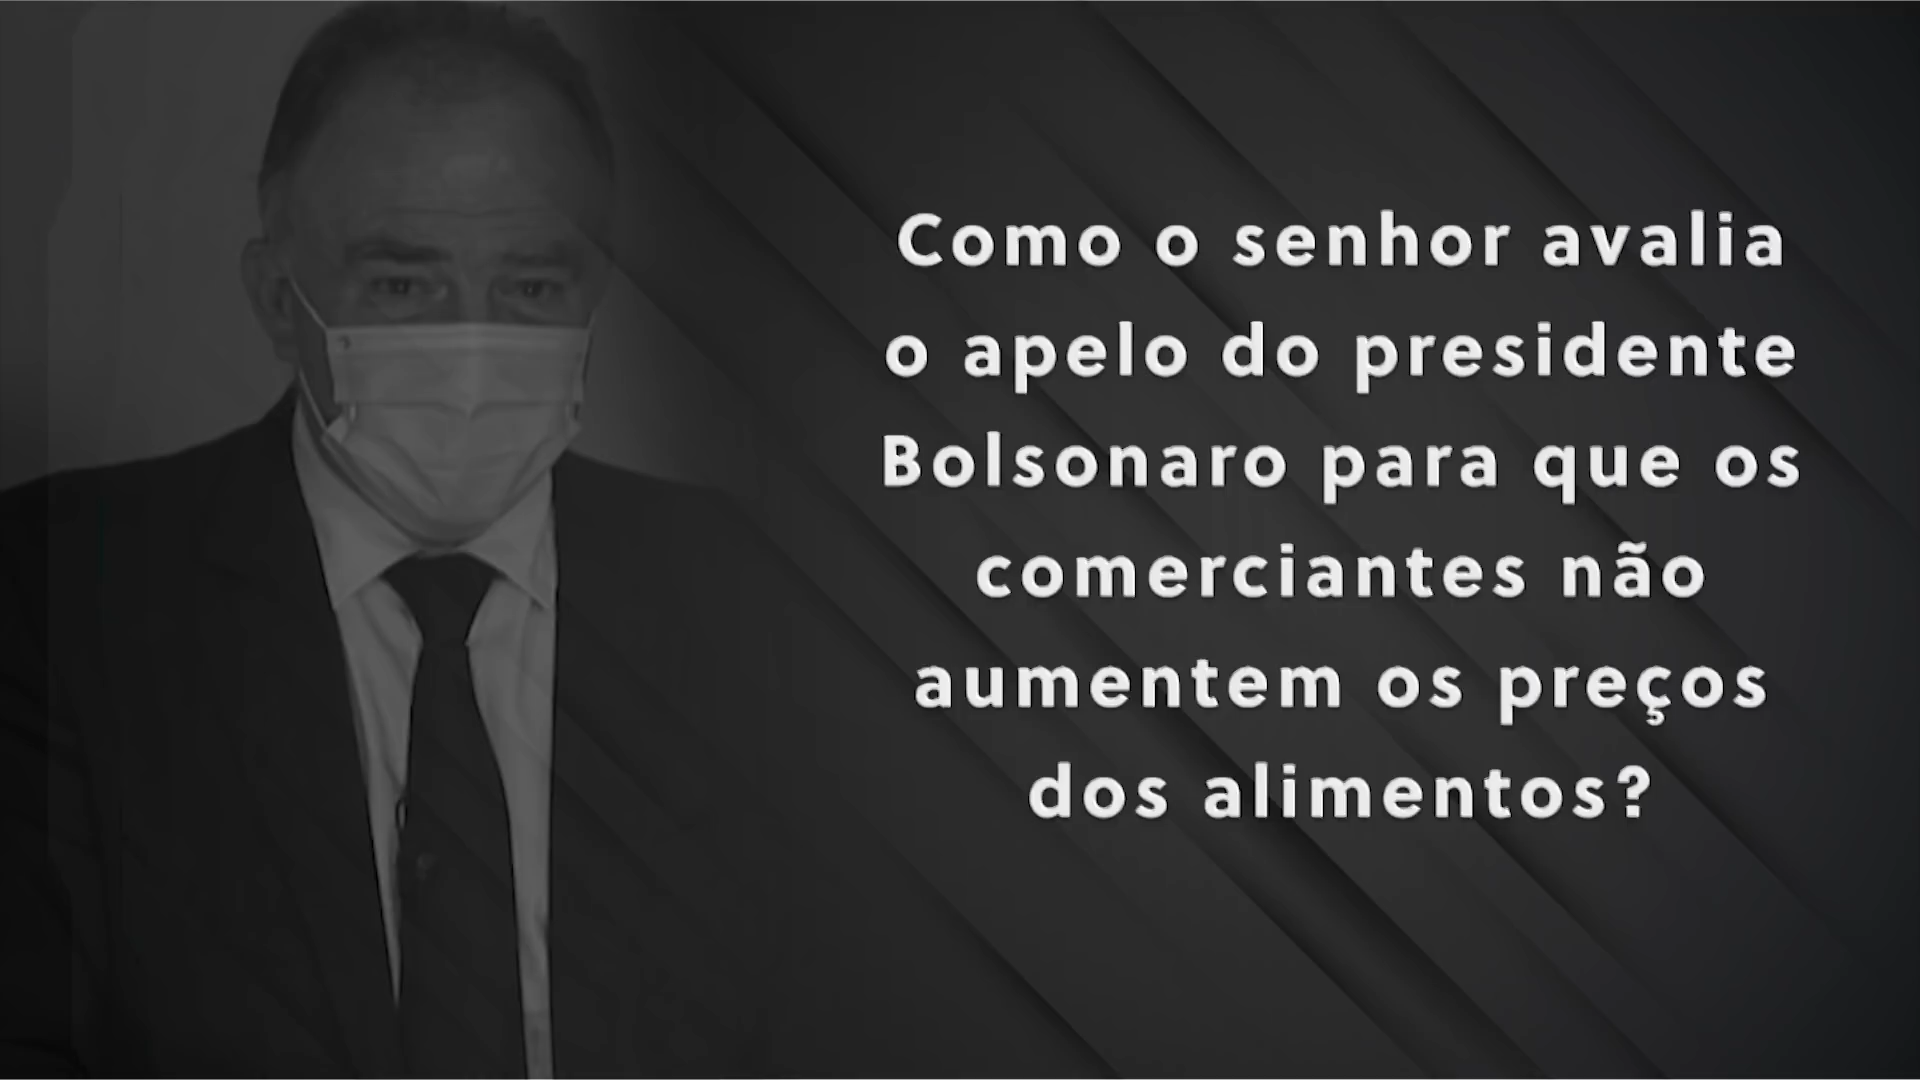 Como o senhor avalia
o apelo do presidente
Bolsonaro para que os
comerciantes não
aumentem os preços
dos alimentos?